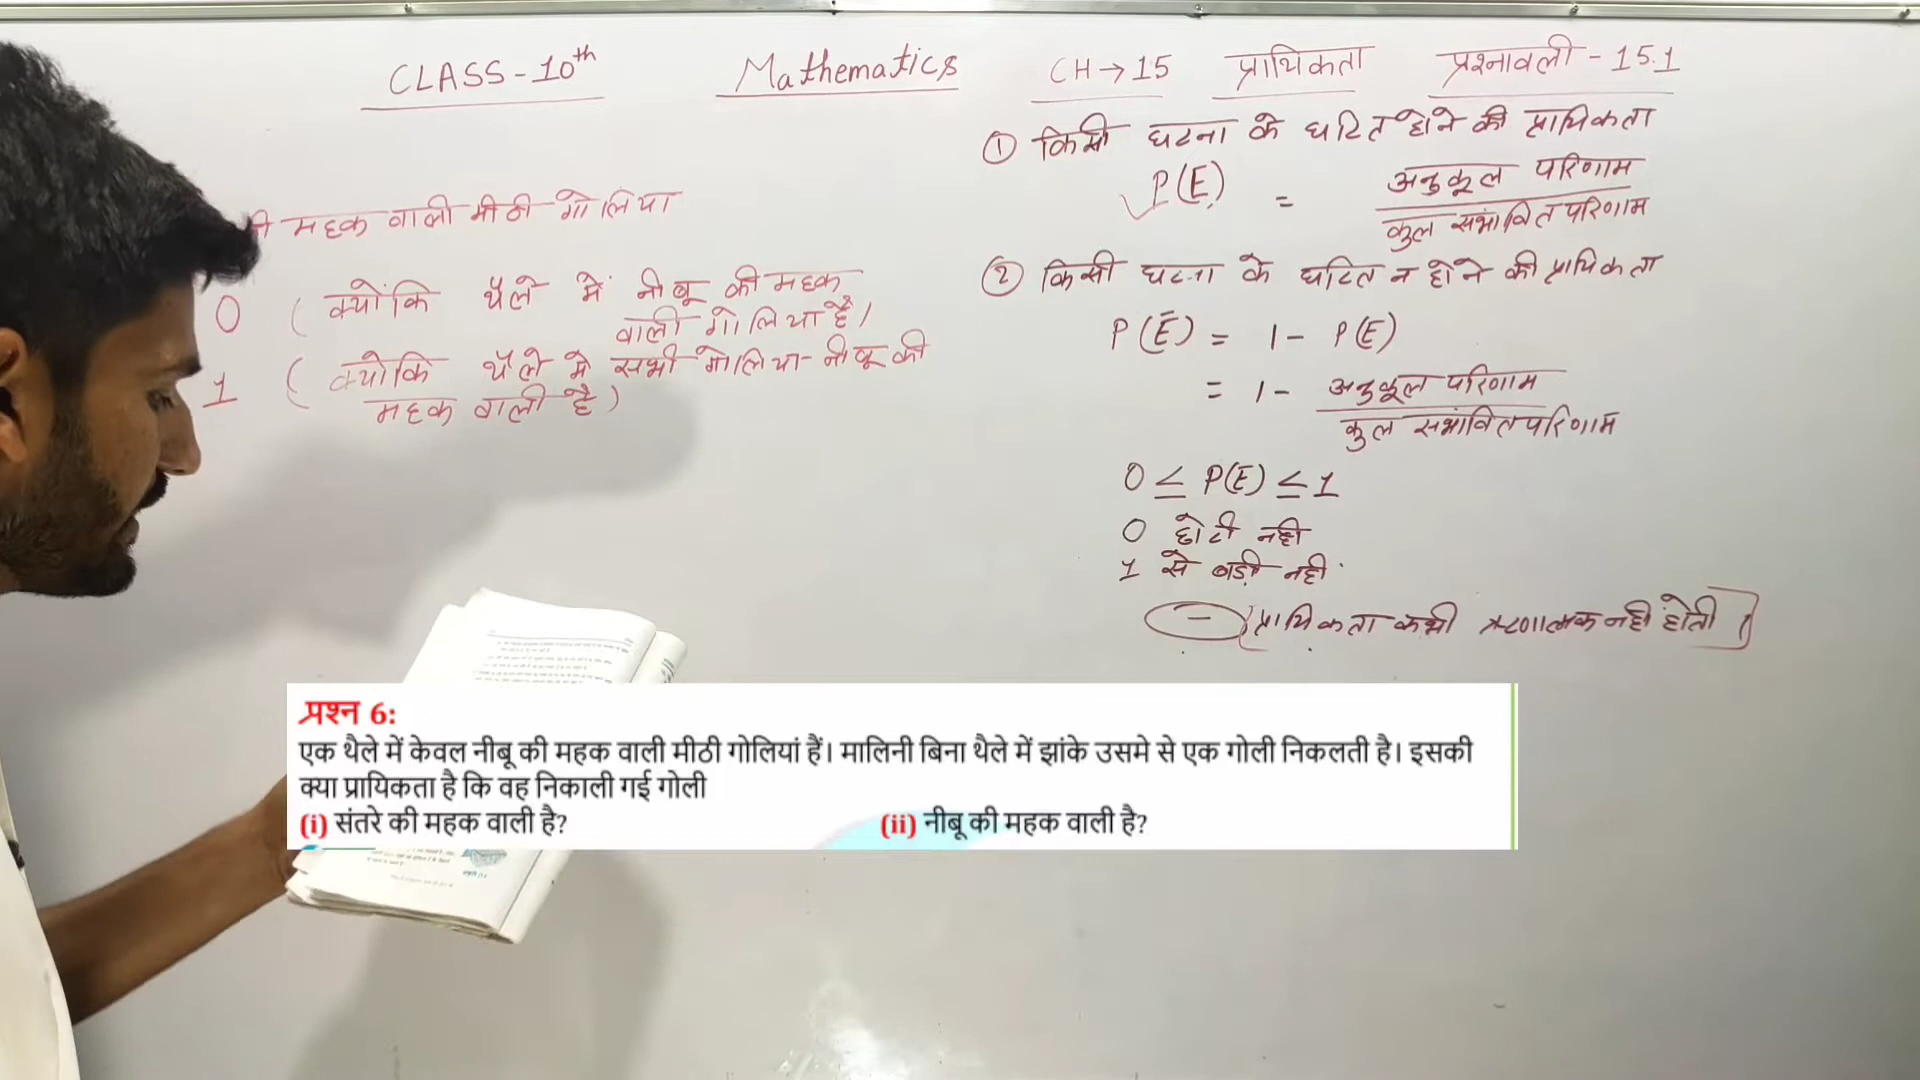 CLASS-10th Mathematics CH→15 प्रायिकता प्रश्नावली - 15.1
① किसी घटना के घटित होने की प्रायिकता
P(E) = अनुकूल परिणाम
कुल सभांवित परिणाम
② किसी घटना के घटित न होने की प्रायिकता
P(Ē) = 1 - P(E)
= 1 - अनुकूल परिणाम
कुल सभांवित परिणाम
0 ≤ P(E) ≤ 1
0 छोटी नही
1 से बड़ी नही
(-) (प्रायिकता कभी ऋणात्मक नही होती)
की महक वाली मीठी गोलिया
0 (क्योंकि थैले में नीबू की महक
वाली गोलिया है)
1 (क्योकि थैले मे सभी गोलिया नीबू की
महक वाली है)
प्रश्न 6:
एक थैले में केवल नीबू की महक वाली मीठी गोलियां हैं। मालिनी बिना थैले में झांके उसमे से एक गोली निकलती है। इसकी
क्या प्रायिकता है कि वह निकाली गई गोली
(i) संतरे की महक वाली है? (ii) नीबू की महक वाली है?